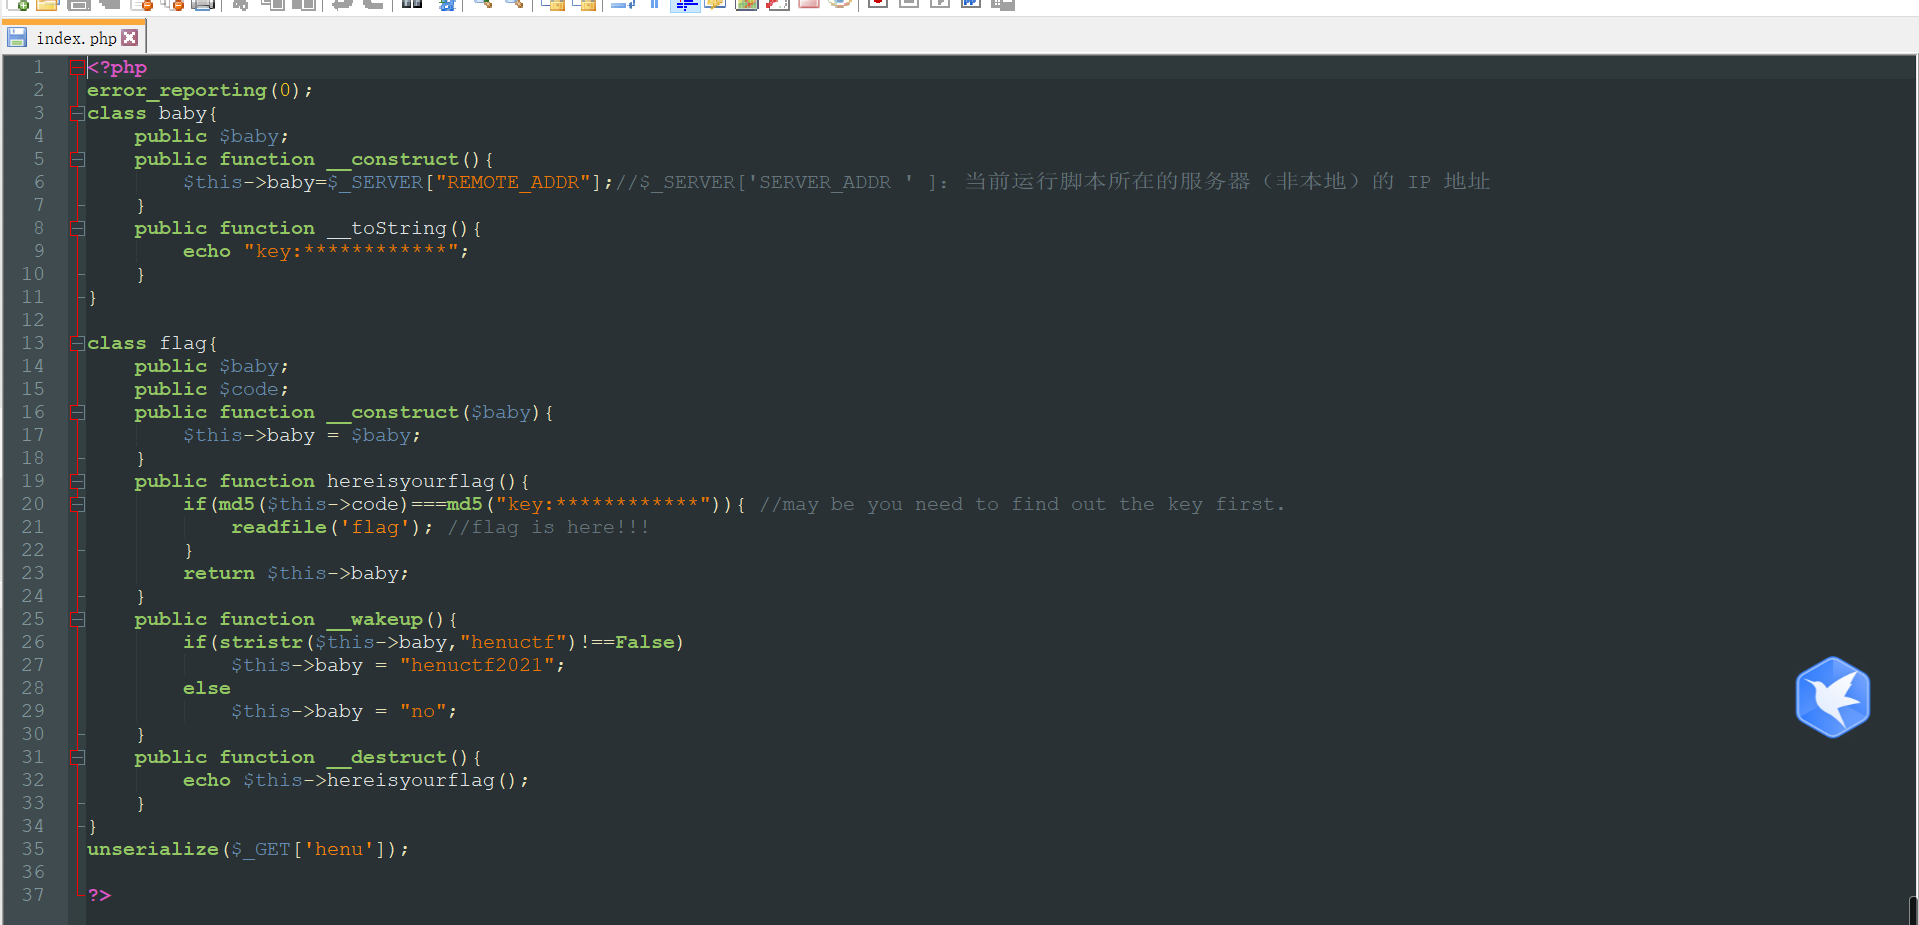 index.php
1 <?php
2 error_reporting(0);
3 class baby{
4 public $baby;
5 public function __construct(){
6 $this->baby=$_SERVER["REMOTE_ADDR"];//$_SERVER['SERVER_ADDR ' ]: 当前运行脚本所在的服务器（非本地）的 IP 地址
7 }
8 public function __toString(){
9 echo "key:************";
10 }
11 }
12
13 class flag{
14 public $baby;
15 public $code;
16 public function __construct($baby){
17 $this->baby = $baby;
18 }
19 public function hereisyourflag(){
20 if(md5($this->code)===md5("key:************")){ //may be you need to find out the key first.
21 readfile('flag'); //flag is here!!!
22 }
23 return $this->baby;
24 }
25 public function __wakeup(){
26 if(stristr($this->baby,"henuctf")!==False)
27 $this->baby = "henuctf2021";
28 else
29 $this->baby = "no";
30 }
31 public function __destruct(){
32 echo $this->hereisyourflag();
33 }
34 }
35 unserialize($_GET['henu']);
36
37 ?>